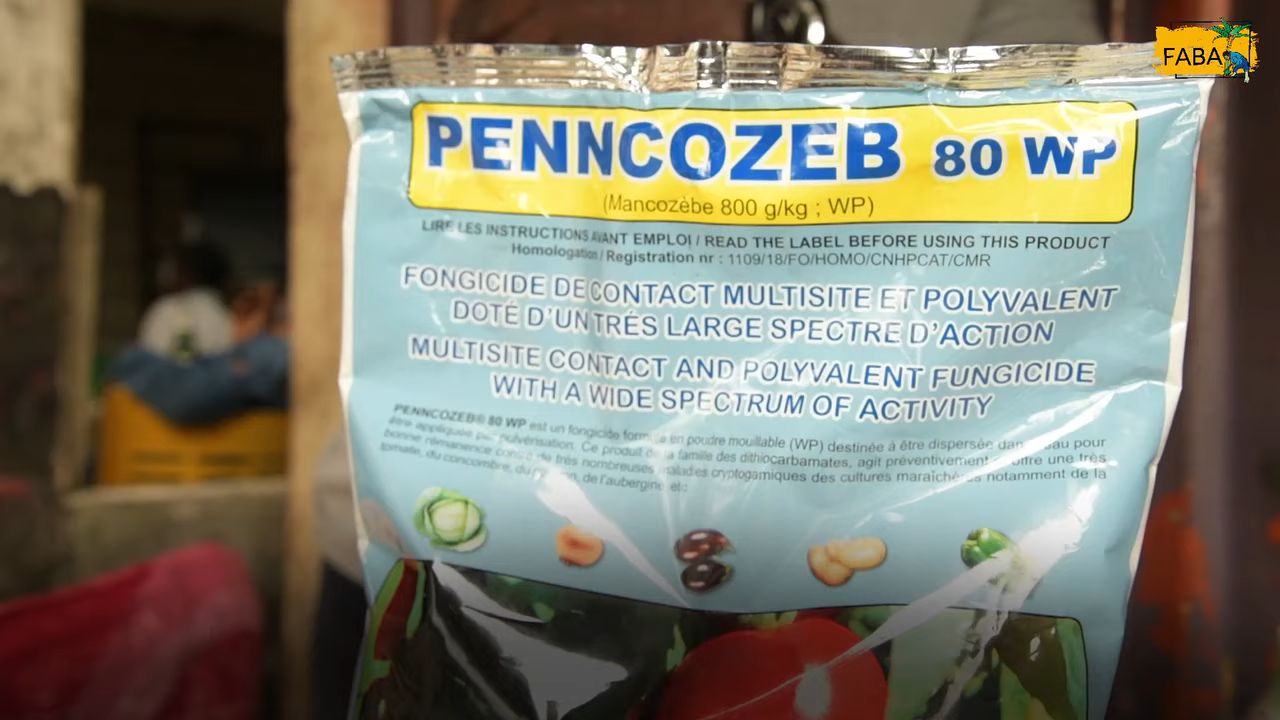 FABA
PENNCOZEB 80 WP
(Mancozèbe 800 g/kg ; WP)
LIRE LES INSTRUCTIONS AVANT EMPLOI / READ THE LABEL BEFORE USING THIS PRODUCT
Homologation / Registration nr : 1109/18/FO/HOMO/CNHPCAT/CMR
FONGICIDE DE CONTACT MULTISITE ET POLYVALENT
DOTÉ D'UN TRÉS LARGE SPECTRE D'ACTION
MULTISITE CONTACT AND POLYVALENT FUNGICIDE
WITH A WIDE SPECTRUM OF ACTIVITY
PENNCOZEB® 80 WP est un fongicide formulé en poudre mouillable (WP) destinée à être dispersée dans eau pour
être appliquée par pulvérisation. Ce produit de la famille des dithiocarbamates, agit préventivement offre une très
bonne rémanence contre de très nombreuses maladies cryptogamiques des cultures maraîchères notamment de la
tomate, du concombre, du de l'aubergine, etc